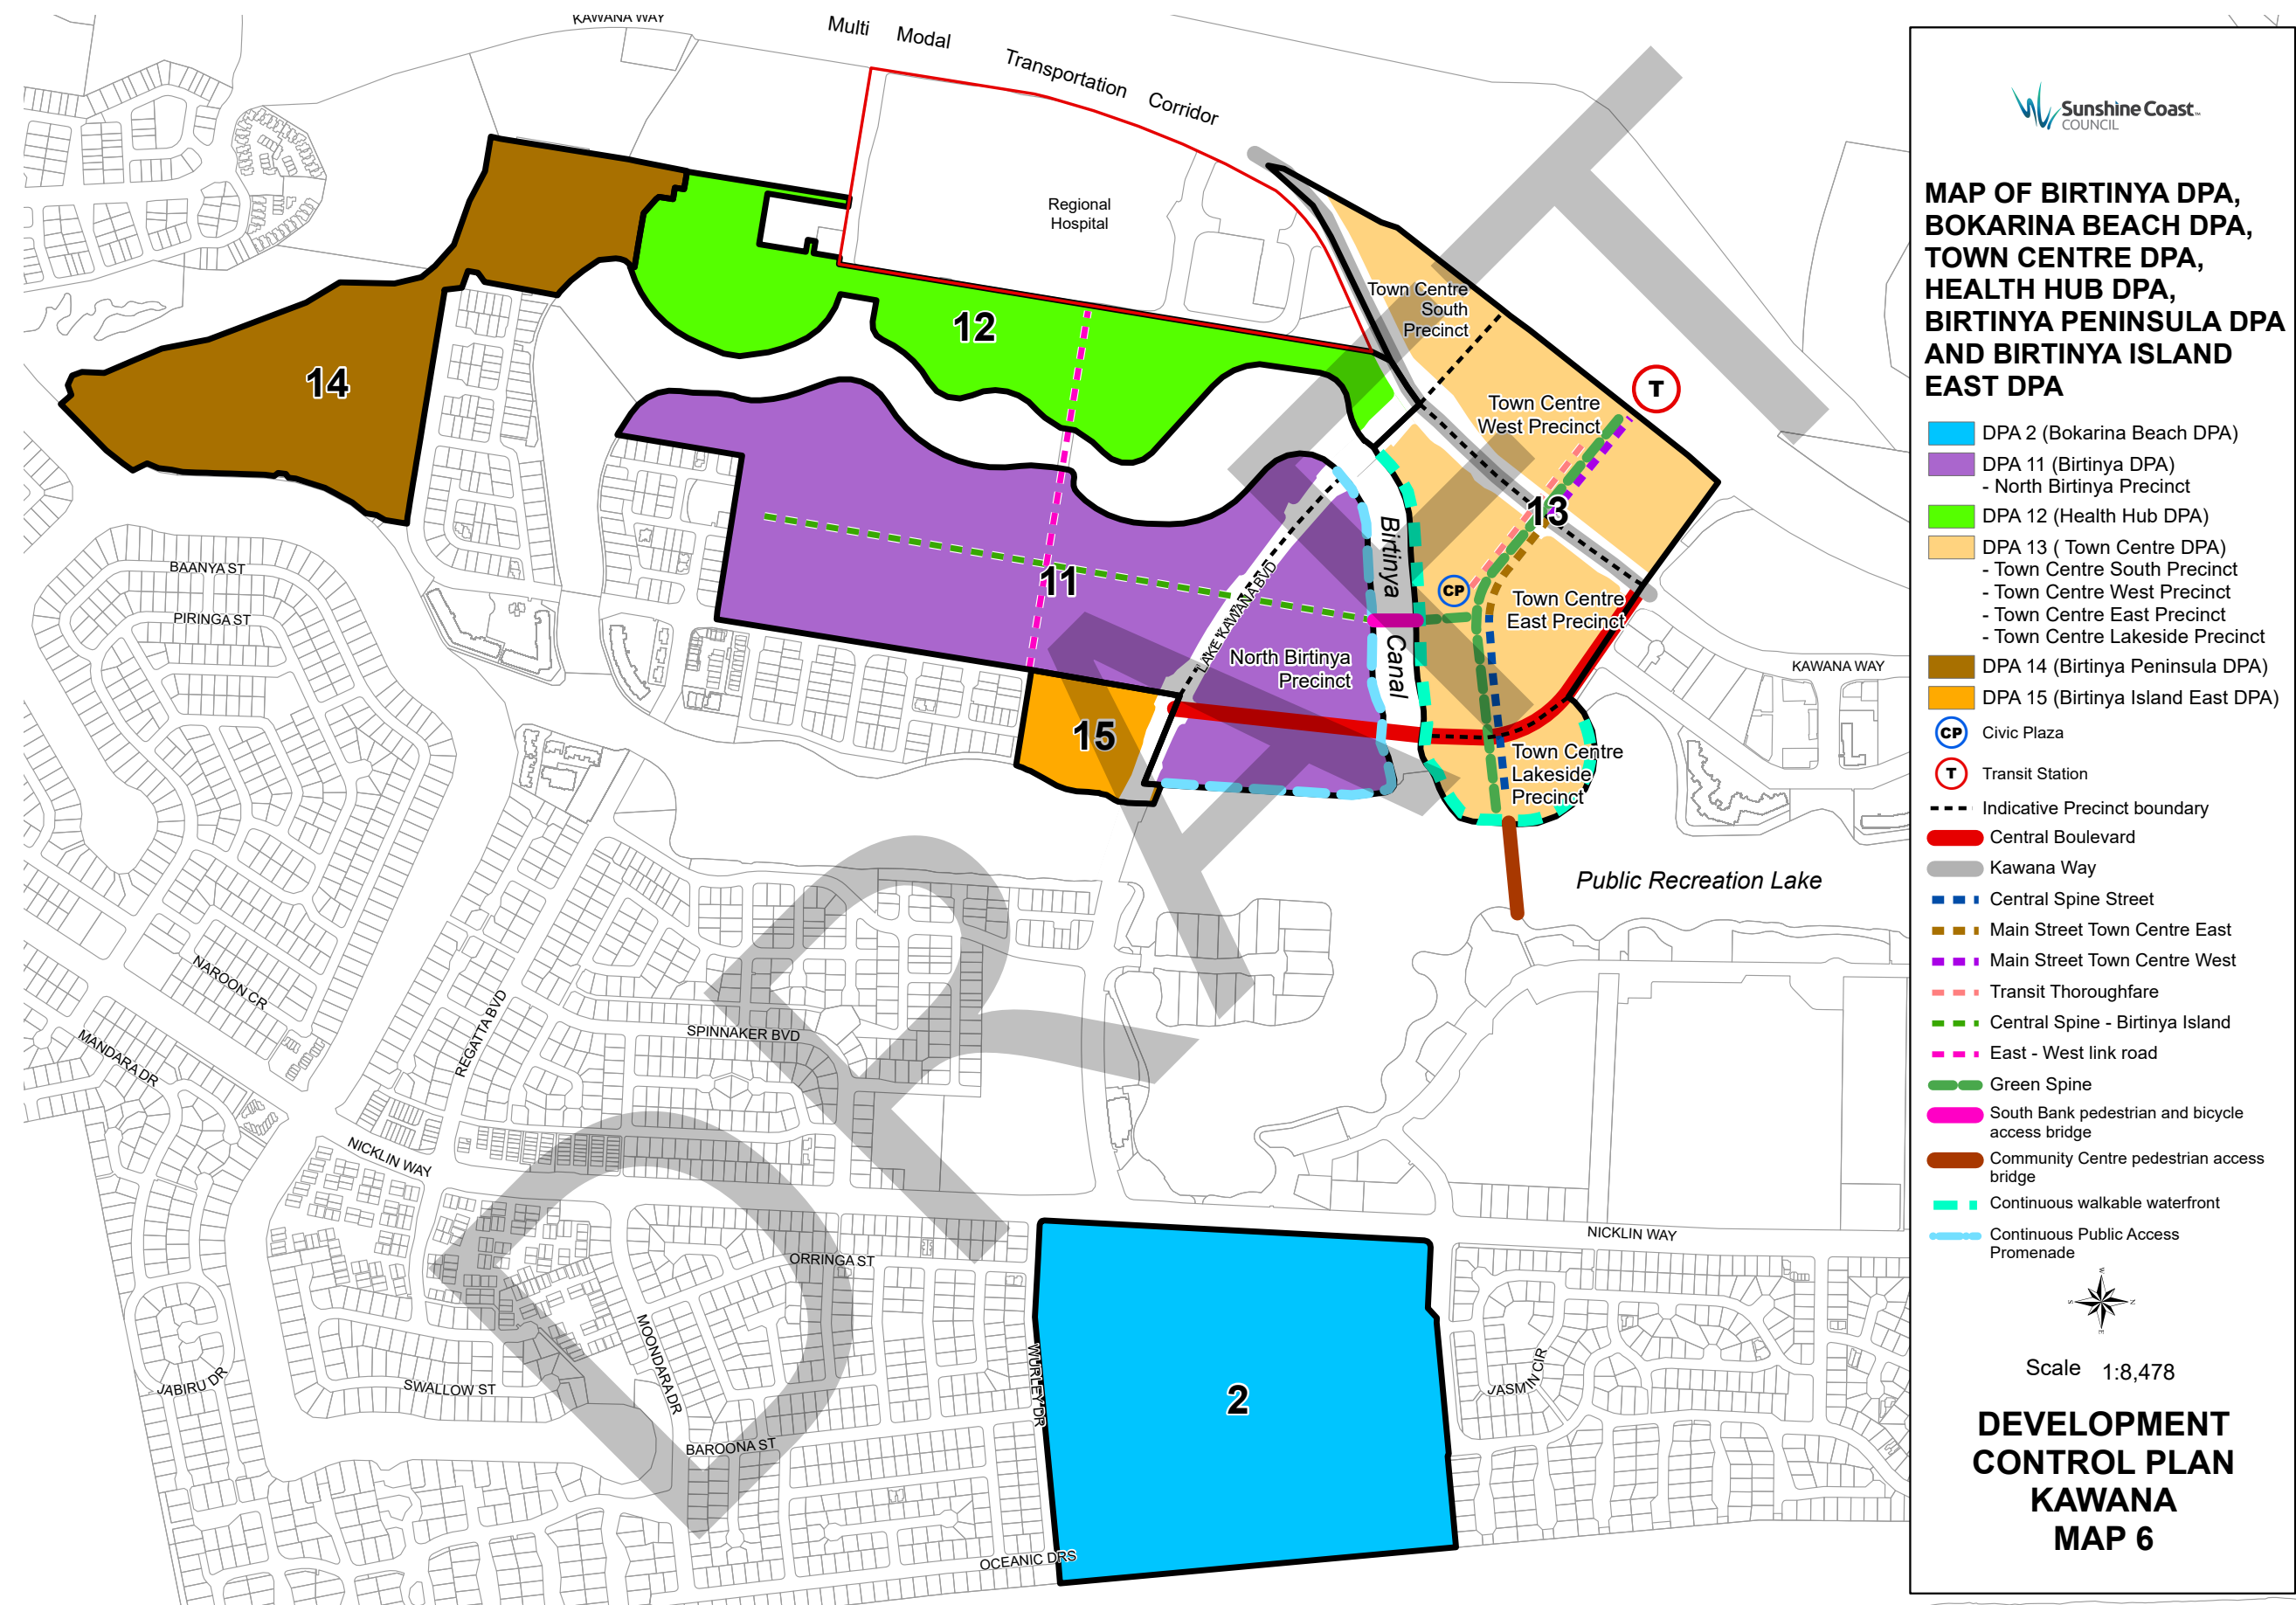 KAWANA WAY
Multi Modal Transportation Corridor
Regional
Hospital
Town Centre
South
Precinct
12
14
T
Town Centre
West Precinct
13
Birtinya
Canal
11
CP
LAKE KAWANA BVD
Town Centre
East Precinct
North Birtinya
Precinct
KAWANA WAY
15
Town Centre
Lakeside
Precinct
BAANYA ST
PIRINGA ST
Public Recreation Lake
NAROON CR
MANDARA DR
REGATTA BVD
SPINNAKER BVD
NICKLIN WAY
NICKLIN WAY
ORRINGA ST
MOONDARA DR
WURLEY DR
JABIRU DR
SWALLOW ST
JASMIN CIR
2
BAROONA ST
OCEANIC DRS
DRAFT
Sunshine Coast™
COUNCIL
MAP OF BIRTINYA DPA,
BOKARINA BEACH DPA,
TOWN CENTRE DPA,
HEALTH HUB DPA,
BIRTINYA PENINSULA DPA
AND BIRTINYA ISLAND
EAST DPA
DPA 2 (Bokarina Beach DPA)
DPA 11 (Birtinya DPA)
- North Birtinya Precinct
DPA 12 (Health Hub DPA)
DPA 13 ( Town Centre DPA)
- Town Centre South Precinct
- Town Centre West Precinct
- Town Centre East Precinct
- Town Centre Lakeside Precinct
DPA 14 (Birtinya Peninsula DPA)
DPA 15 (Birtinya Island East DPA)
CP Civic Plaza
T Transit Station
Indicative Precinct boundary
Central Boulevard
Kawana Way
Central Spine Street
Main Street Town Centre East
Main Street Town Centre West
Transit Thoroughfare
Central Spine - Birtinya Island
East - West link road
Green Spine
South Bank pedestrian and bicycle
access bridge
Community Centre pedestrian access
bridge
Continuous walkable waterfront
Continuous Public Access
Promenade
W
S N
E
Scale 1:8,478
DEVELOPMENT
CONTROL PLAN
KAWANA
MAP 6